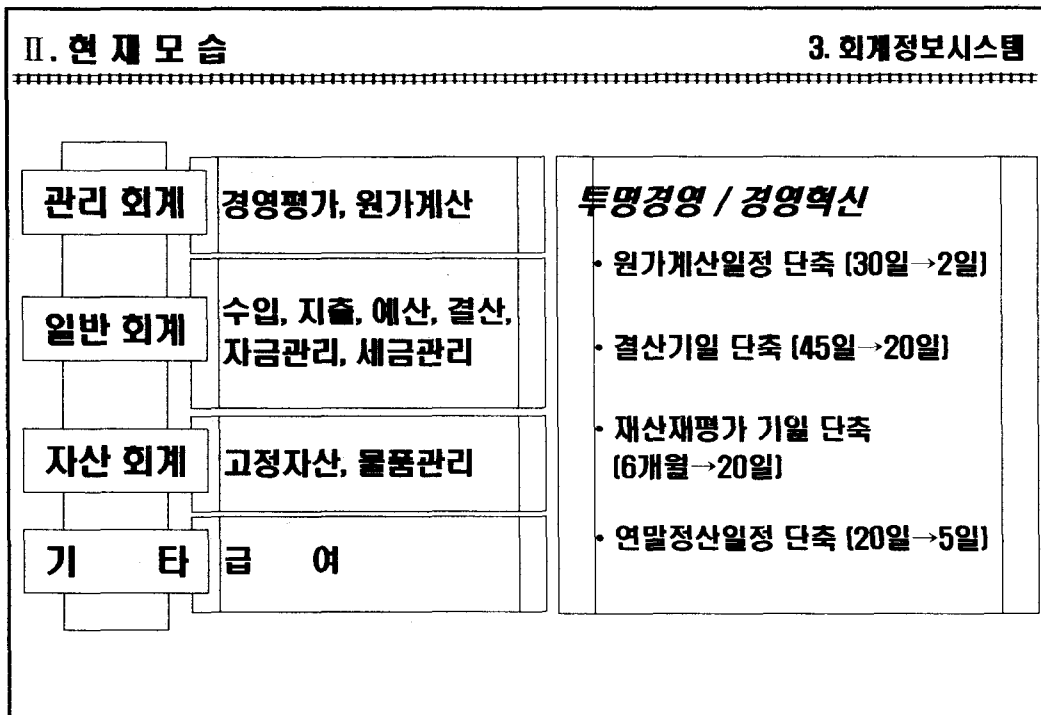 Ⅱ. 현 재 모 습
3. 회계정보시스템
관리 회계
경영평가, 원가계산
일반 회계
수입, 지출, 예산, 결산,
자금관리, 세금관리
자산 회계
고정자산, 물품관리
기 타
급 여
투명경영 / 경영혁신
• 원가계산일정 단축 (30일→2일)
• 결산기일 단축 (45일→20일)
• 재산재평가 기일 단축
(6개월→20일)
• 연말정산일정 단축 (20일→5일)